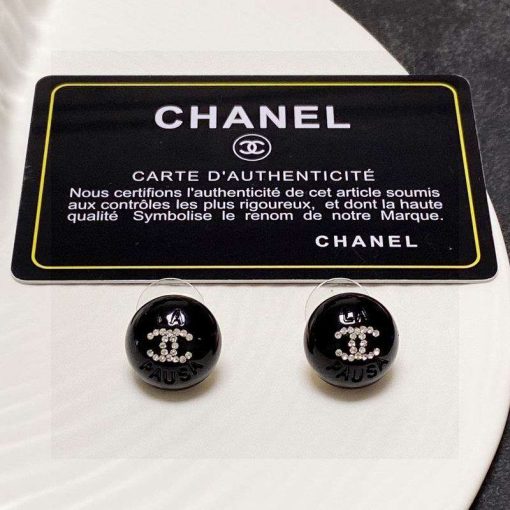 CHANEL
CARTE D'AUTHENTICITÉ
Nous certifions l'authenticité de cet article soumis
aux contrôles les plus rigoureux, et dont la haute
qualité Symbolise le renom de notre Marque.
CHANEL
LA
PAUSA
LA
PAUSA